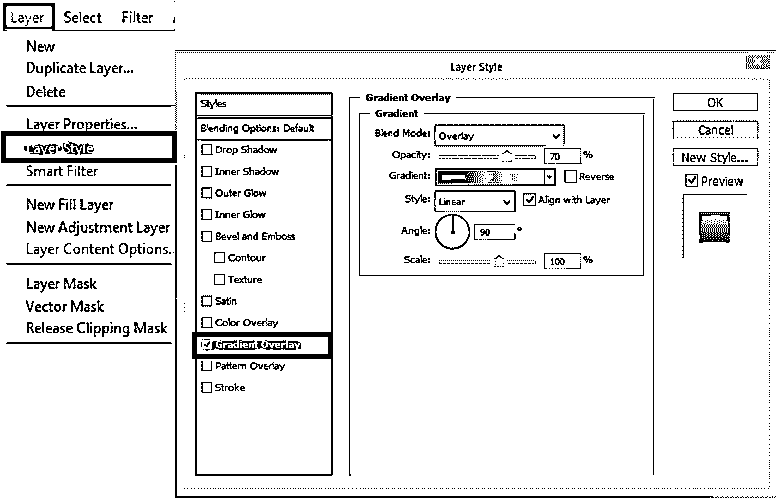 Layer Select Filter
New
Duplicate Layer...
Delete
Layer Properties...
Layer Style
Smart Filter
New Fill Layer
New Adjustment Layer
Layer Content Options..
Layer Mask
Vector Mask
Release Clipping Mask
Layer Style
Styles
Blending Options: Default
Drop Shadow
Inner Shadow
Outer Glow
Inner Glow
Bevel and Emboss
Contour
Texture
Satin
Color Overlay
Gradient Overlay
Pattern Overlay
Stroke
Gradient Overlay
Gradient
Blend Mode: Overlay
Opacity: 70 %
Gradient: Reverse
Style: Linear Align with Layer
Angle: 90 °
Scale: 100 %
OK
Cancel
New Style...
Preview